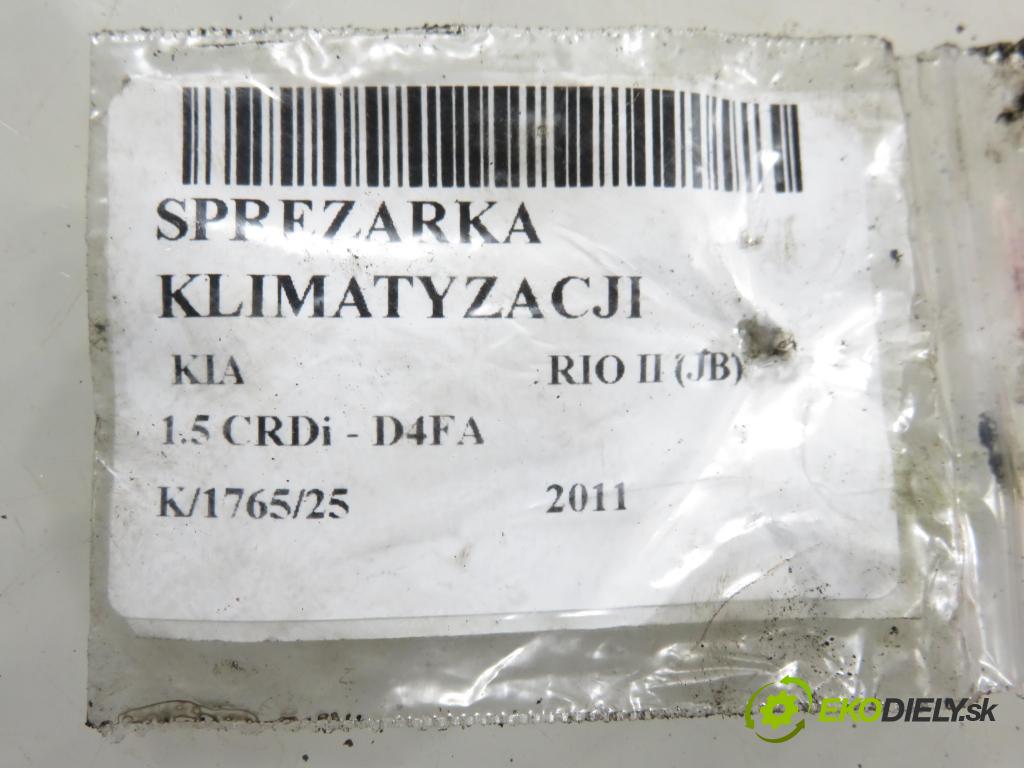 SPREZARKA
KLIMATYZACJI
KIA RIO II (JB)
1.5 CRDi - D4FA
K/1765/25 2011
EKODIELY.sk